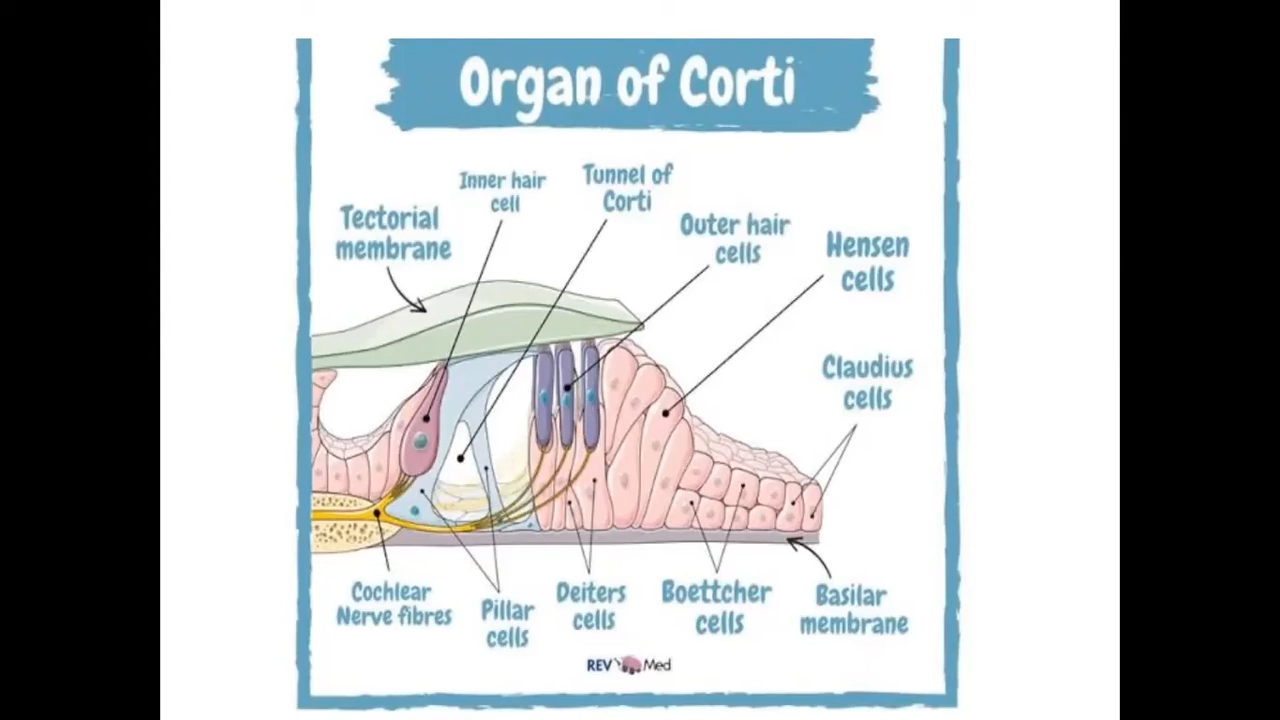 Organ of Corti
Inner hair
cell
Tunnel of
Corti
Tectorial
membrane
Outer hair
cells
Hensen
cells
Claudius
cells
Cochlear
Nerve fibres
Pillar
cells
Deiters
cells
Boettcher
cells
Basilar
membrane
REV Med